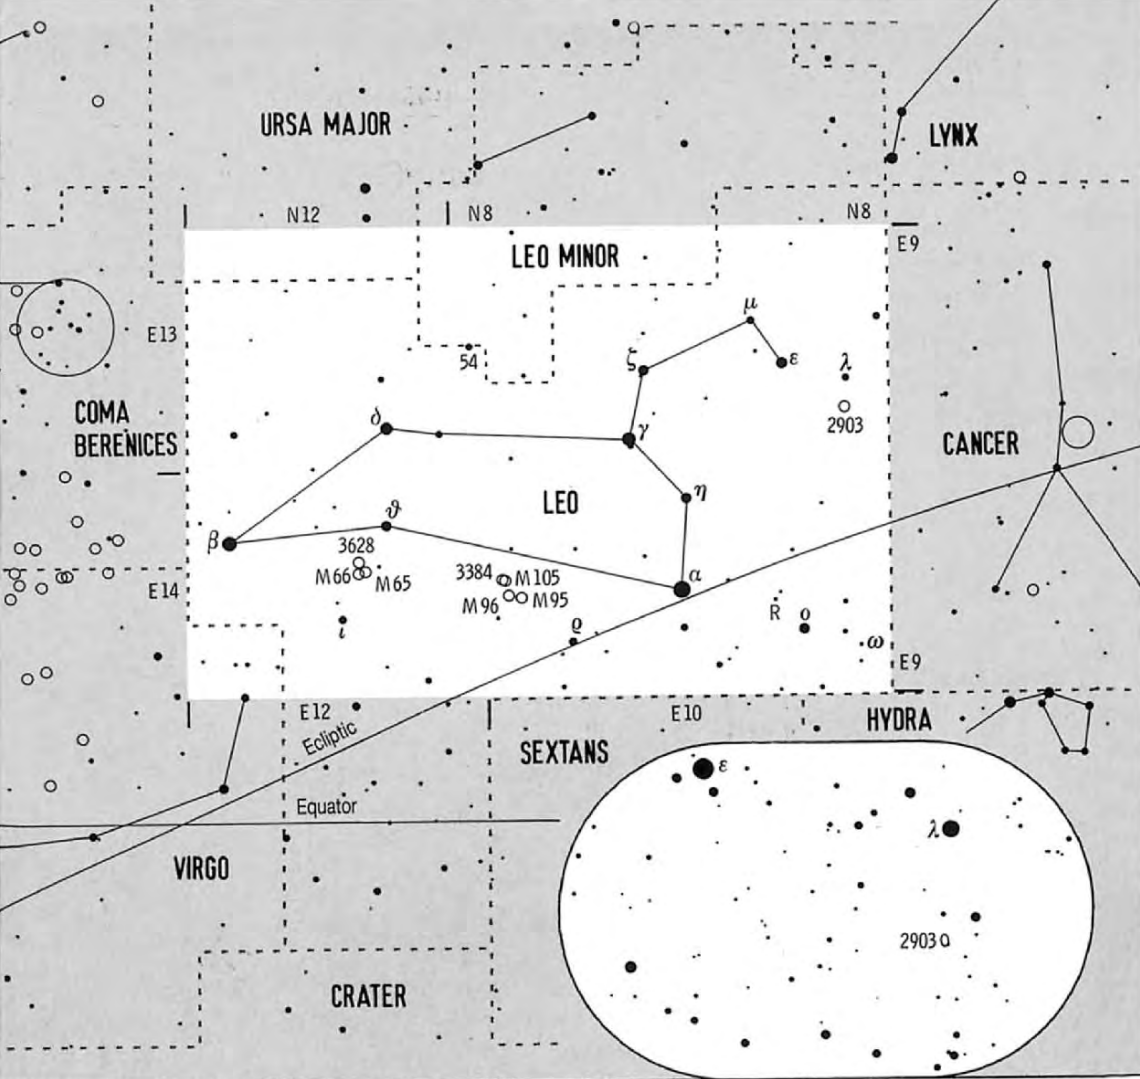 URSA MAJOR
LYNX
N12
N8
N8
E9
LEO MINOR
μ
E13
54
ζ
ε
λ
2903
COMA
BERENICES
δ
γ
CANCER
η
LEO
β
ϑ
3628
M66
M65
3384
M105
M96
M95
α
E14
ι
ϱ
R
ο
ω
E9
E12
E10
HYDRA
Ecliptic
SEXTANS
ε
Equator
λ
VIRGO
2903
CRATER